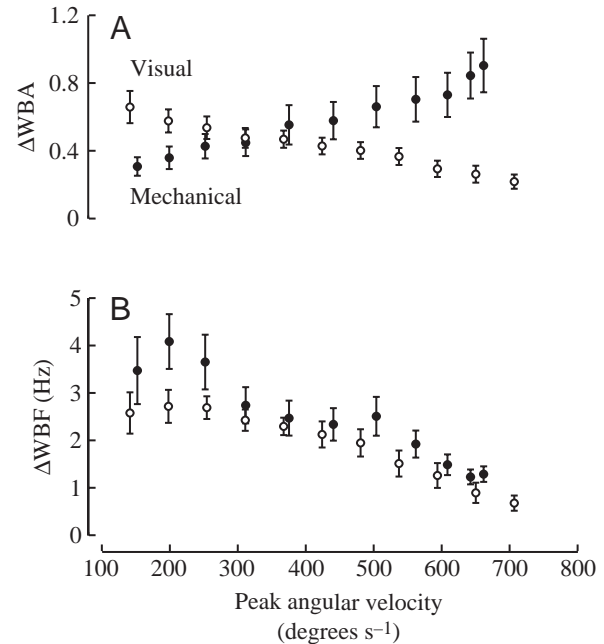 A
Visual
Mechanical
ΔWBA
1.2
0.8
0.4
0
B
ΔWBF (Hz)
5
4
3
2
1
0
100 200 300 400 500 600 700 800
Peak angular velocity
(degrees s–1)